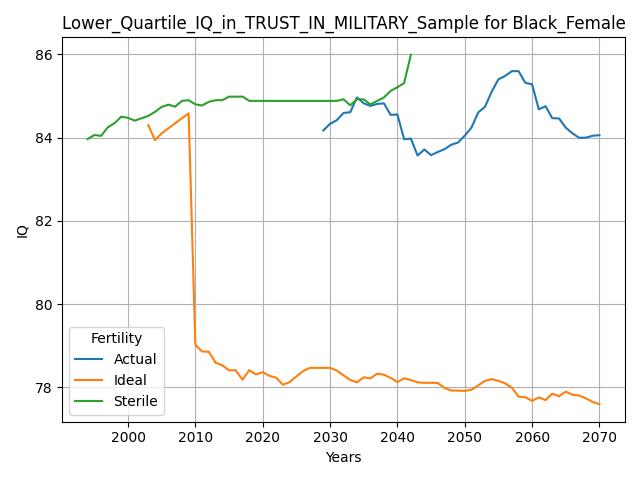 Lower_Quartile_IQ_in_TRUST_IN_MILITARY_Sample for Black_Female
86
84
82
80
78
IQ
Fertility
Actual
Ideal
Sterile
2000 2010 2020 2030 2040 2050 2060 2070
Years